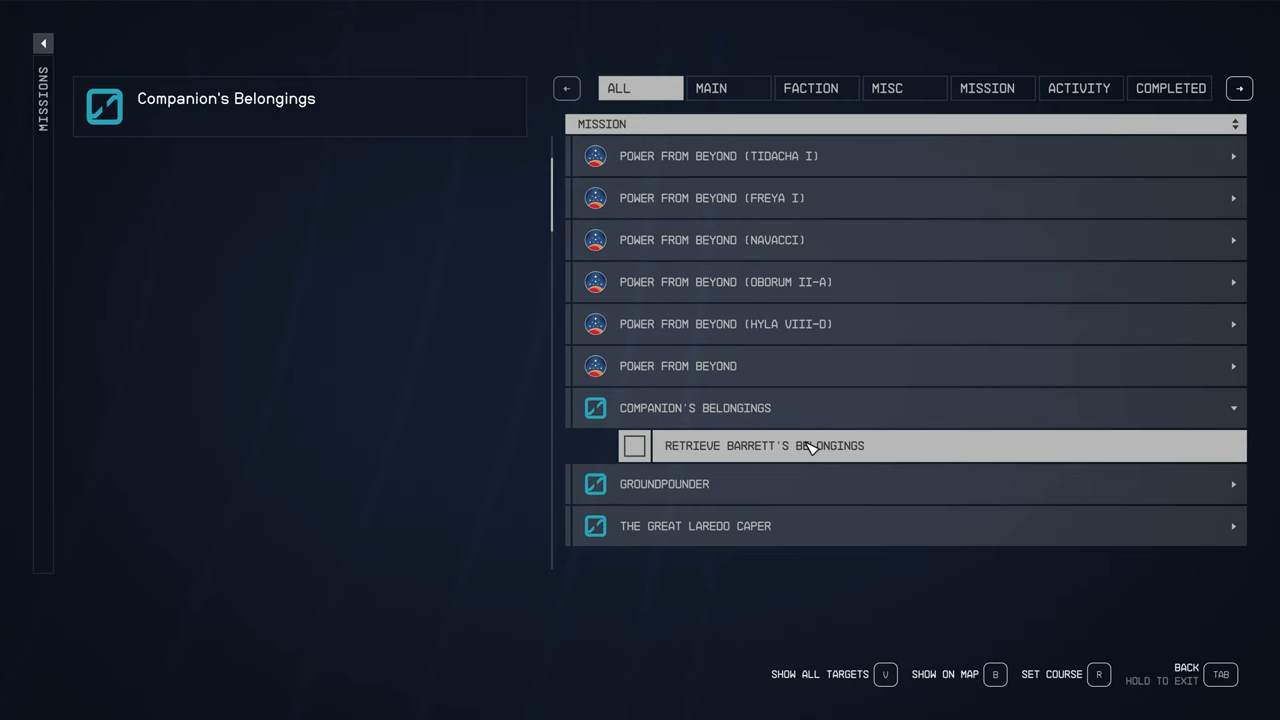 MISSIONS
Companion's Belongings
ALL MAIN FACTION MISC MISSION ACTIVITY COMPLETED
MISSION
POWER FROM BEYOND (TIDACHA I)
POWER FROM BEYOND (FREYA I)
POWER FROM BEYOND (NAVACCI)
POWER FROM BEYOND (OBORUM II-A)
POWER FROM BEYOND (HYLA VIII-D)
POWER FROM BEYOND
COMPANION'S BELONGINGS
RETRIEVE BARRETT'S BELONGINGS
GROUNDPOUNDER
THE GREAT LAREDO CAPER
SHOW ALL TARGETS V SHOW ON MAP B SET COURSE R BACK TAB
HOLD TO EXIT